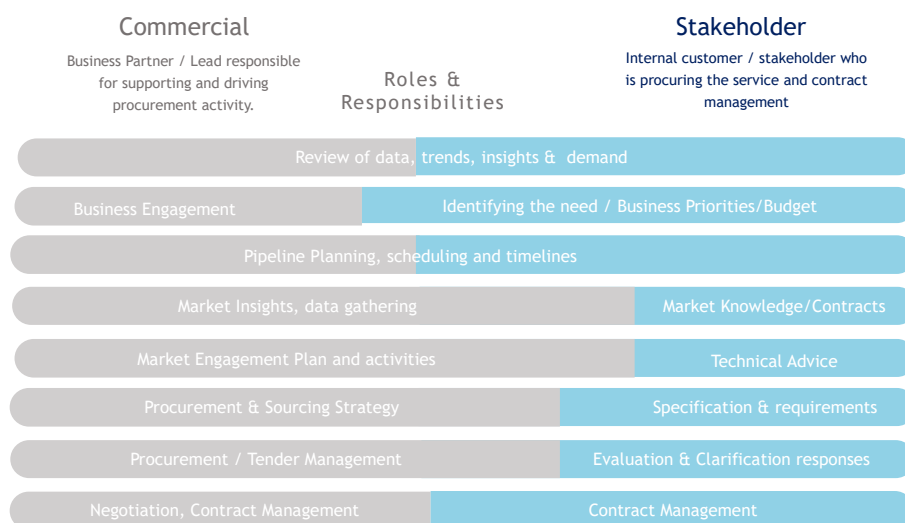 Commercial
Business Partner / Lead responsible
for supporting and driving
procurement activity.
Roles &
Responsibilities
Stakeholder
Internal customer / stakeholder who
is procuring the service and contract
management
Review of data, trends, insights & demand
Business Engagement
Identifying the need / Business Priorities/Budget
Pipeline Planning, scheduling and timelines
Market Insights, data gathering
Market Knowledge/Contracts
Market Engagement Plan and activities
Technical Advice
Procurement & Sourcing Strategy
Specification & requirements
Procurement / Tender Management
Evaluation & Clarification responses
Negotiation, Contract Management
Contract Management